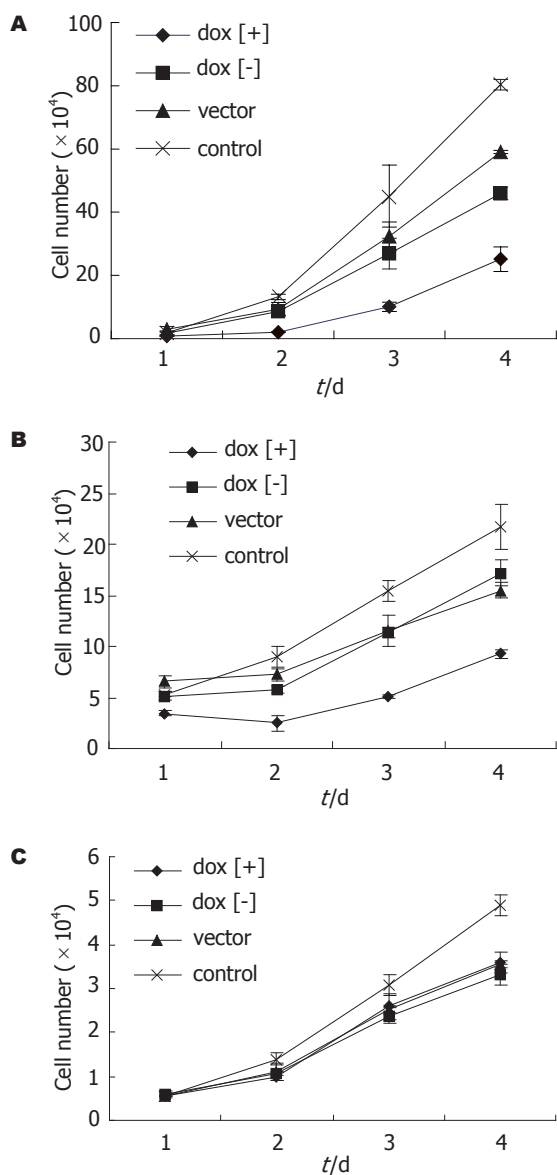 A
Cell number (×10⁴)
100
80
60
40
20
0
dox [+]
dox [-]
vector
control
1 2 3 4
t/d
B
Cell number (×10⁴)
30
25
20
15
10
5
0
dox [+]
dox [-]
vector
control
1 2 3 4
t/d
C
Cell number (×10⁴)
6
5
4
3
2
1
0
dox [+]
dox [-]
vector
control
1 2 3 4
t/d